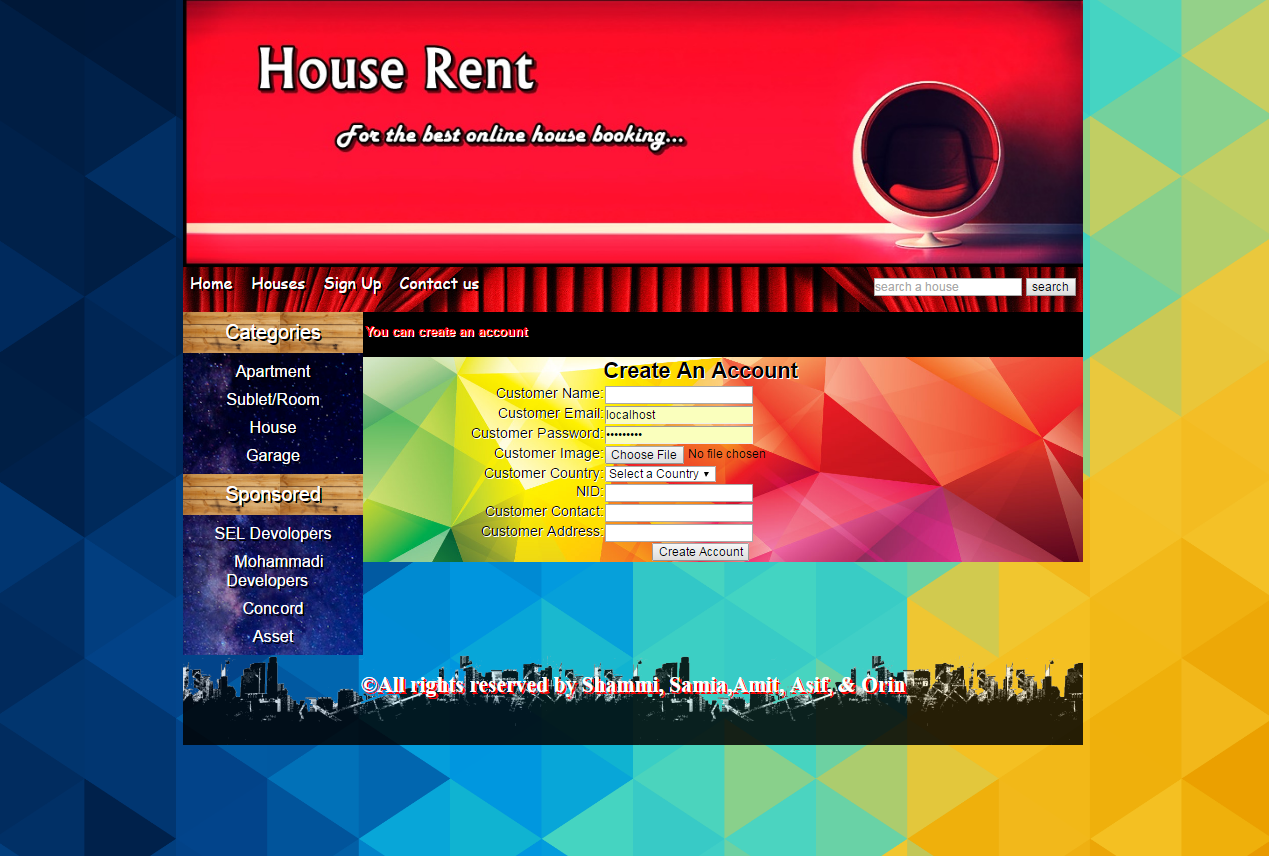 House Rent
For the best online house booking...
Home Houses Sign Up Contact us search a house search
Categories
You can create an account
Apartment
Sublet/Room
House
Garage
Sponsored
SEL Devolopers
Mohammadi
Developers
Concord
Asset
Create An Account
Customer Name:
Customer Email: localhost
Customer Password: •••••••••
Customer Image: Choose File No file chosen
Customer Country: Select a Country
NID:
Customer Contact:
Customer Address:
Create Account
©All rights reserved by Shammi, Samia,Amit, Asif, & Orin